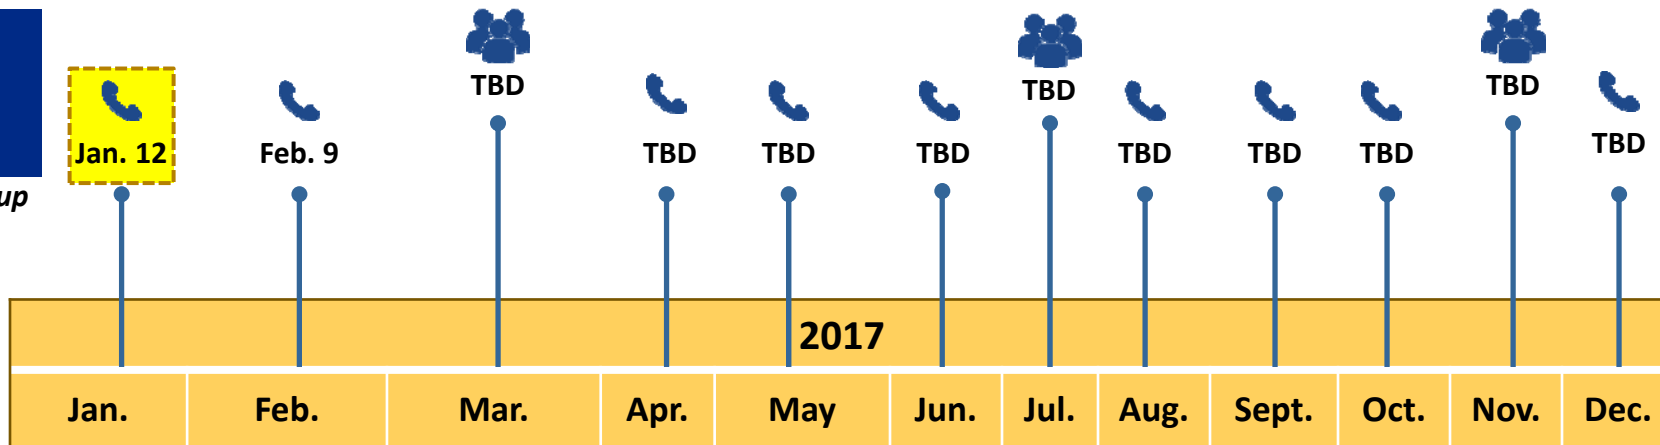 TBD TBD TBD
Jan. 12 Feb. 9 TBD TBD TBD TBD TBD TBD TBD
up
2017
Jan. Feb. Mar. Apr. May Jun. Jul. Aug. Sept. Oct. Nov. Dec.